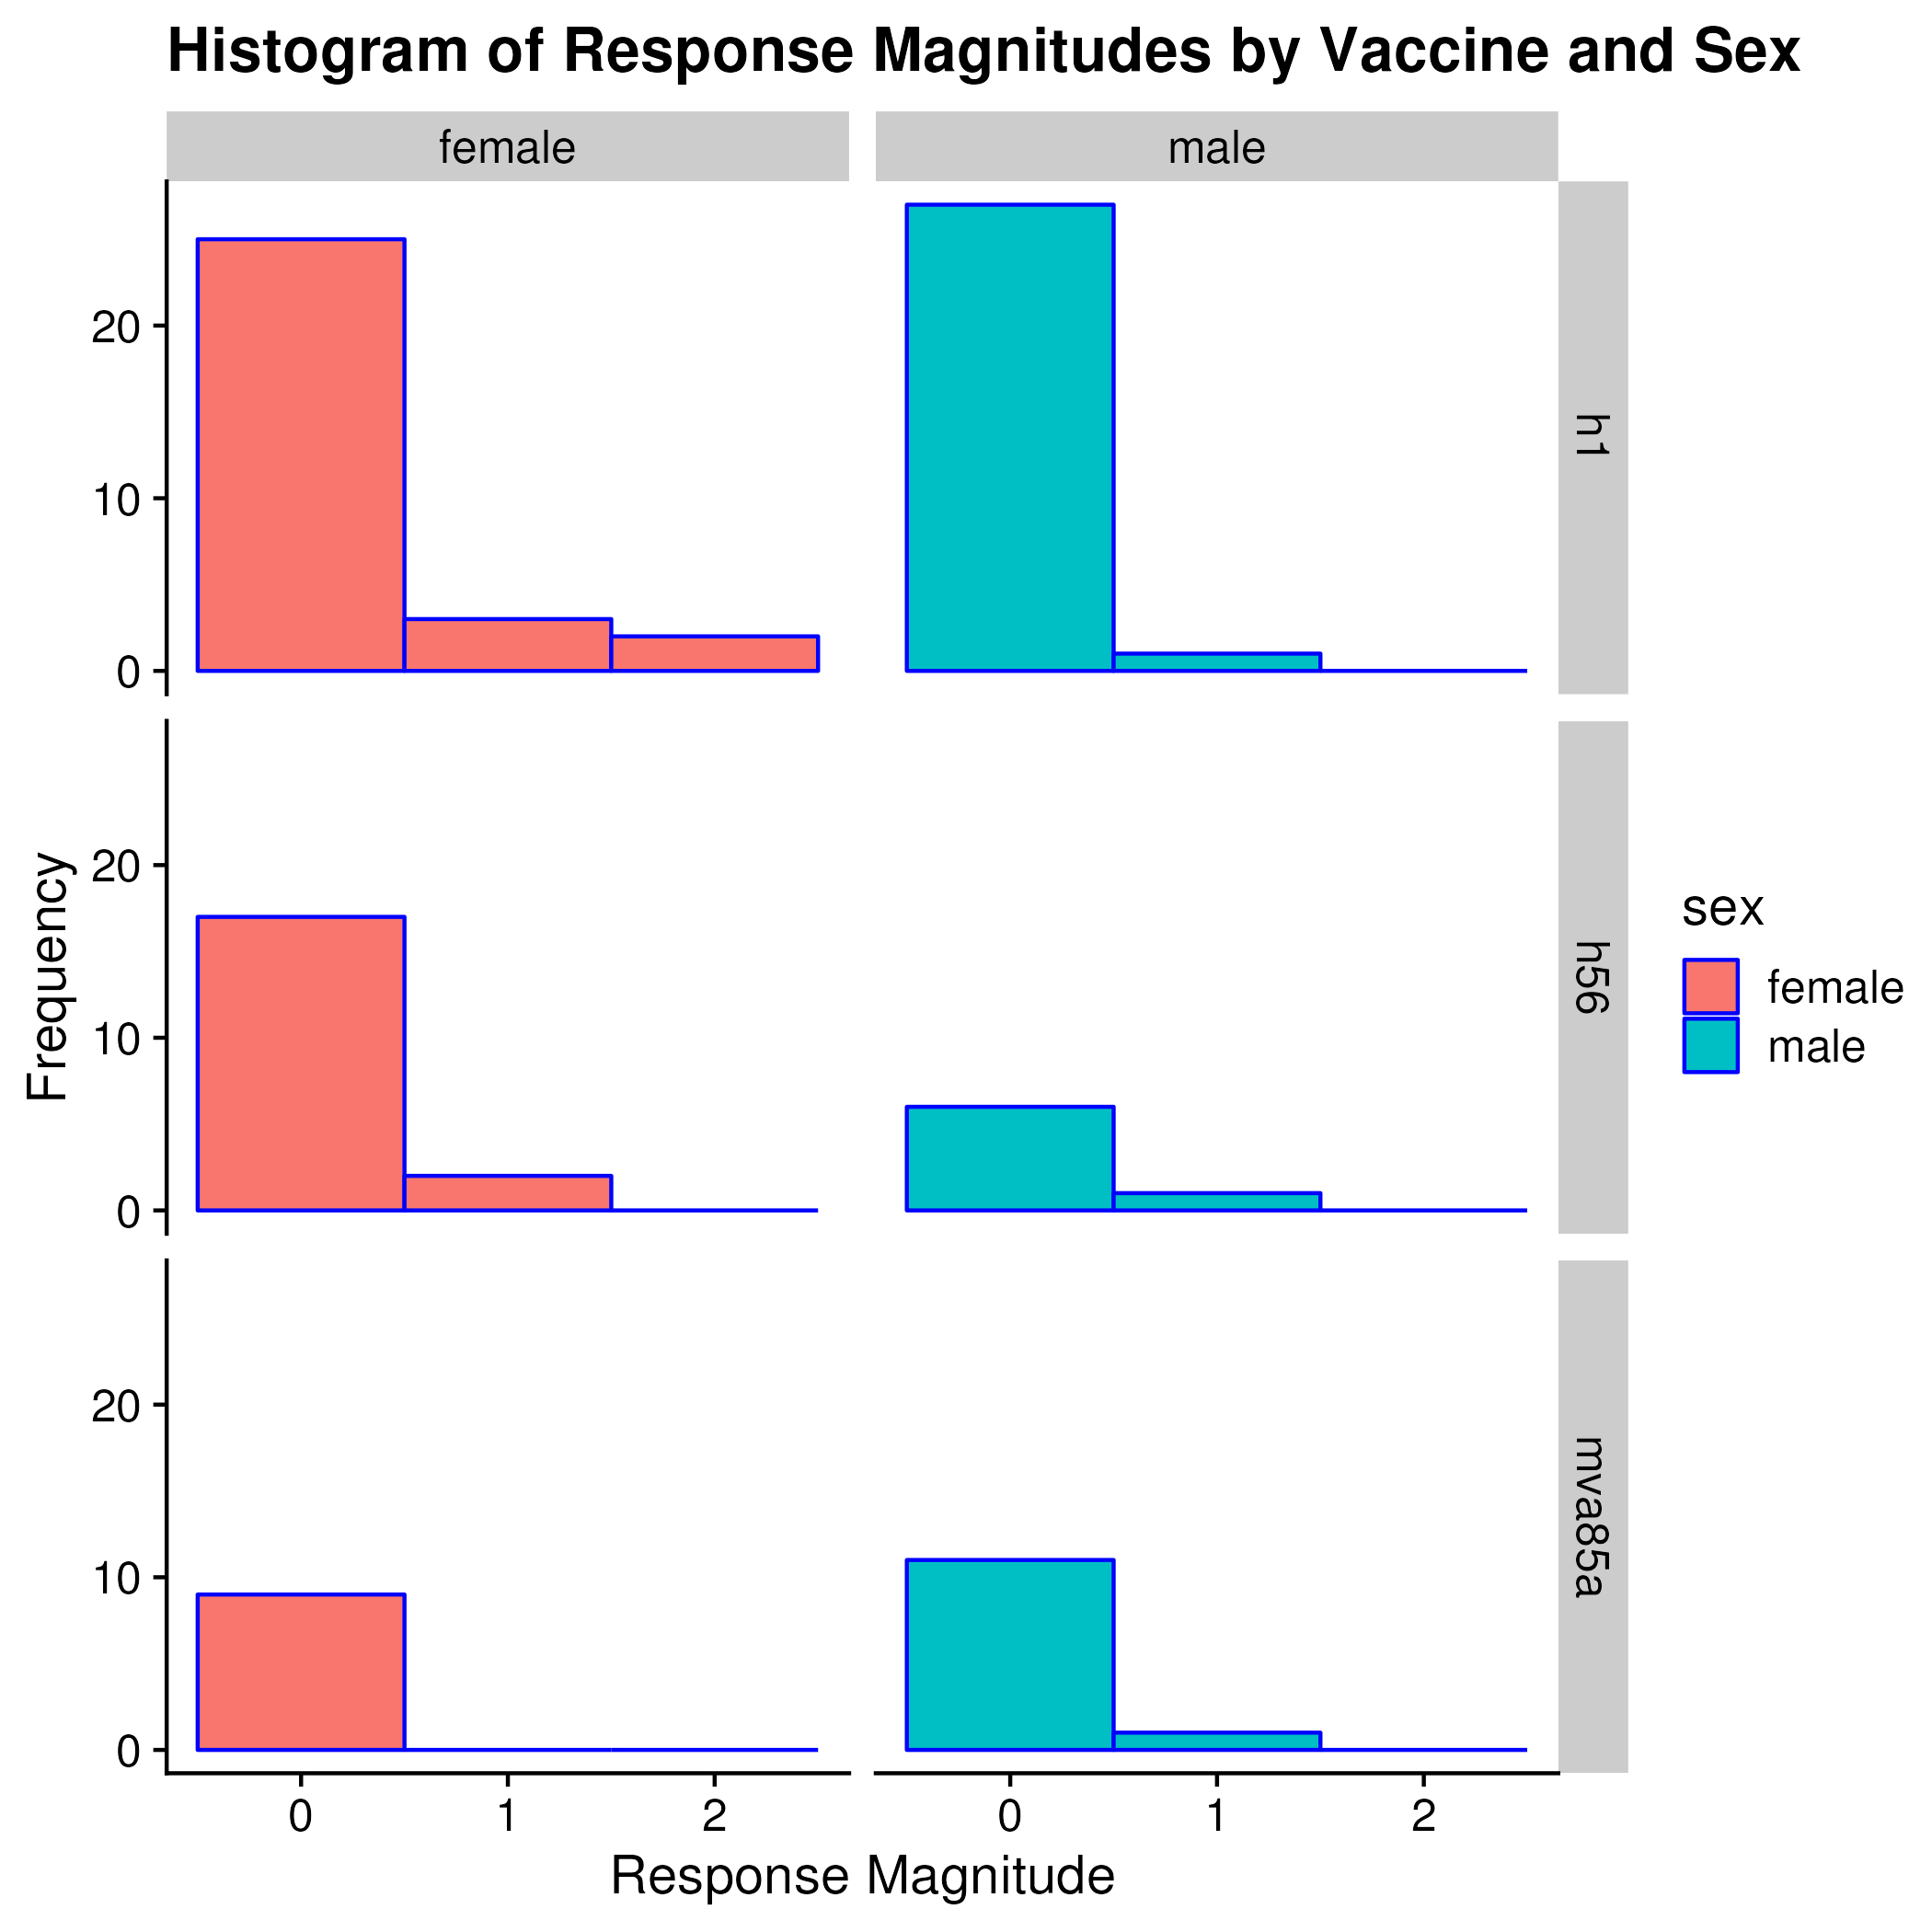 Histogram of Response Magnitudes by Vaccine and Sex
female male
20
10
0
h1
Frequency
20
10
0
h56
sex
female
male
20
10
0
mva85a
0 1 2 0 1 2
Response Magnitude